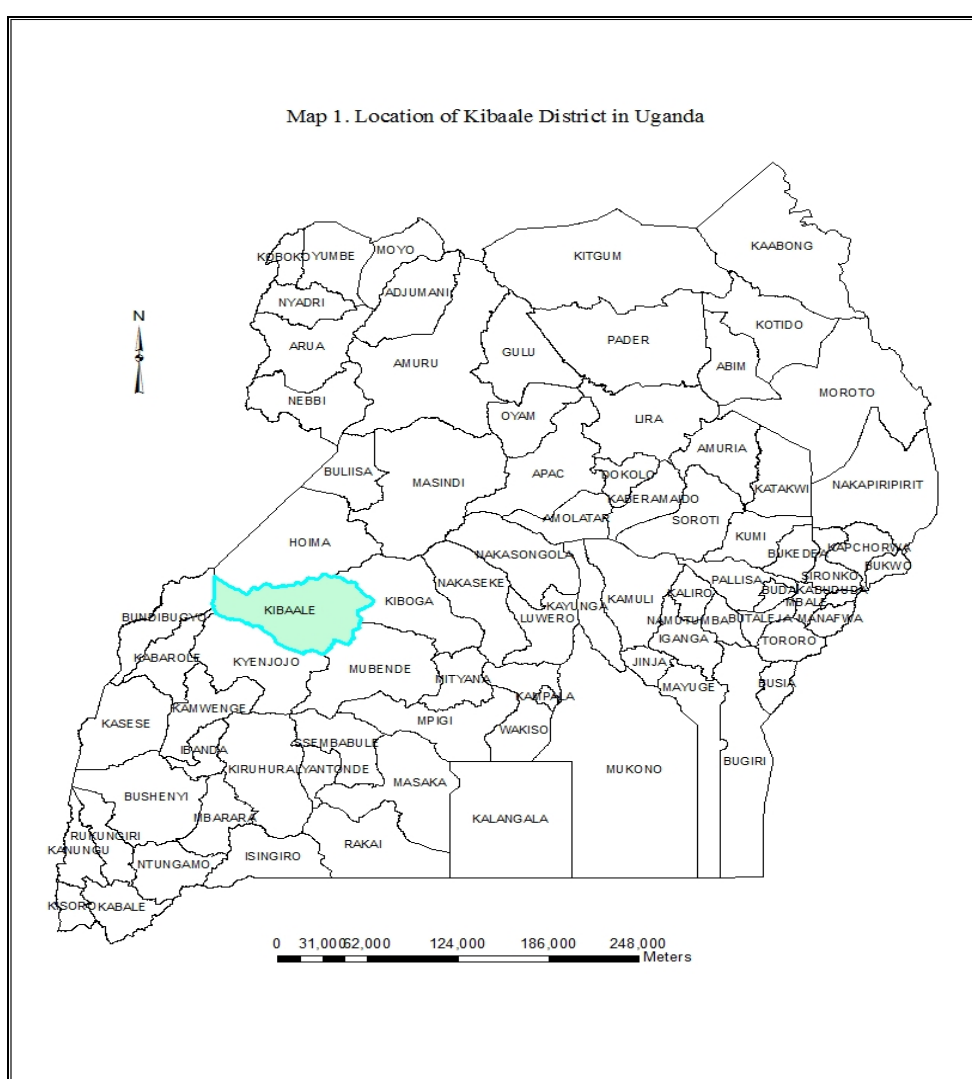 Map 1. Location of Kibaale District in Uganda
KAABONG
KITGUM
MOYO
KOBOKO
YUMBE
ADJUMANI
NYADRI
KOTIDO
ARUA
PADER
GULU
AMURU
ABIM
MOROTO
NEBBI
OYAM
LIRA
AMURIA
BULIISA
MASINDI
APAC
DOKOLO
KATAKWI
NAKAPIRIPIRIT
KABERAMAIDO
AMOLATAR
SOROTI
HOIMA
KUMI
NAKASONGOLA
BUKEDEA
KAPCHORWA
BUKWO
SIRONKO
NAKASEKE
PALLISA
KIBAALE
KIBOGA
KAYUNGA
KAMULI
KALIRO
BUDAKA
BUDUDA
MBALE
BUNDIBUGYO
LUWERO
NAMUTUMBA
BUTALEJA
MANAFWA
IGANGA
TORORO
KABAROLE
KYENJOJO
MUBENDE
JINJA
MITYANA
MAYUGE
BUSIA
KAMPALA
KAMWENGE
KASESE
MPIGI
WAKISO
SSEMBABULE
IBANDA
BUGIRI
KIRUHURA
LYANTONDE
MUKONO
MASAKA
BUSHENYI
MBARARA
KALANGALA
RUKUNGIRI
KANUNGU
RAKAI
ISINGIRO
NTUNGAMO
KISORO
KABALE
N
0 31,000 62,000 124,000 186,000 248,000
Meters